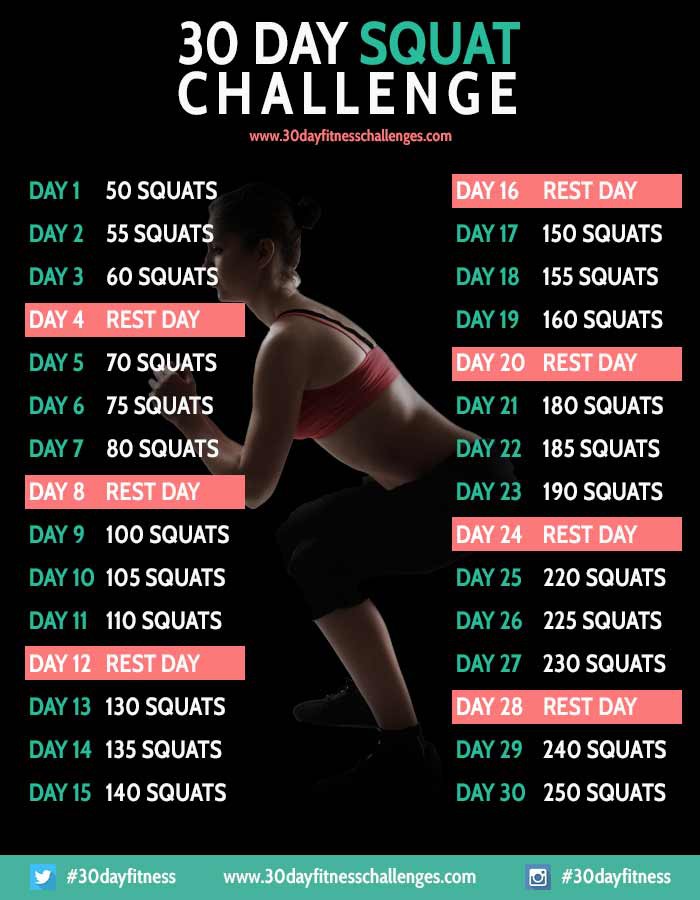 30 DAY SQUAT
CHALLENGE
www.30dayfitnesschallenges.com
DAY 1 50 SQUATS
DAY 2 55 SQUATS
DAY 3 60 SQUATS
DAY 4 REST DAY
DAY 5 70 SQUATS
DAY 6 75 SQUATS
DAY 7 80 SQUATS
DAY 8 REST DAY
DAY 9 100 SQUATS
DAY 10 105 SQUATS
DAY 11 110 SQUATS
DAY 12 REST DAY
DAY 13 130 SQUATS
DAY 14 135 SQUATS
DAY 15 140 SQUATS
DAY 16 REST DAY
DAY 17 150 SQUATS
DAY 18 155 SQUATS
DAY 19 160 SQUATS
DAY 20 REST DAY
DAY 21 180 SQUATS
DAY 22 185 SQUATS
DAY 23 190 SQUATS
DAY 24 REST DAY
DAY 25 220 SQUATS
DAY 26 225 SQUATS
DAY 27 230 SQUATS
DAY 28 REST DAY
DAY 29 240 SQUATS
DAY 30 250 SQUATS
#30dayfitness www.30dayfitnesschallenges.com #30dayfitness